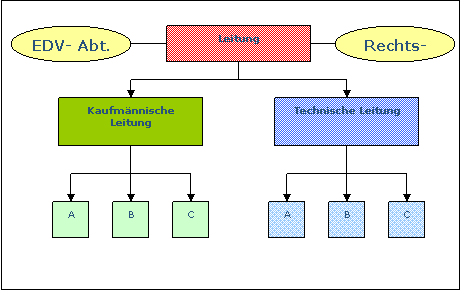 EDV- Abt.
Leitung
Rechts-
Kaufmännische
Leitung
Technische Leitung
A
B
C
A
B
C